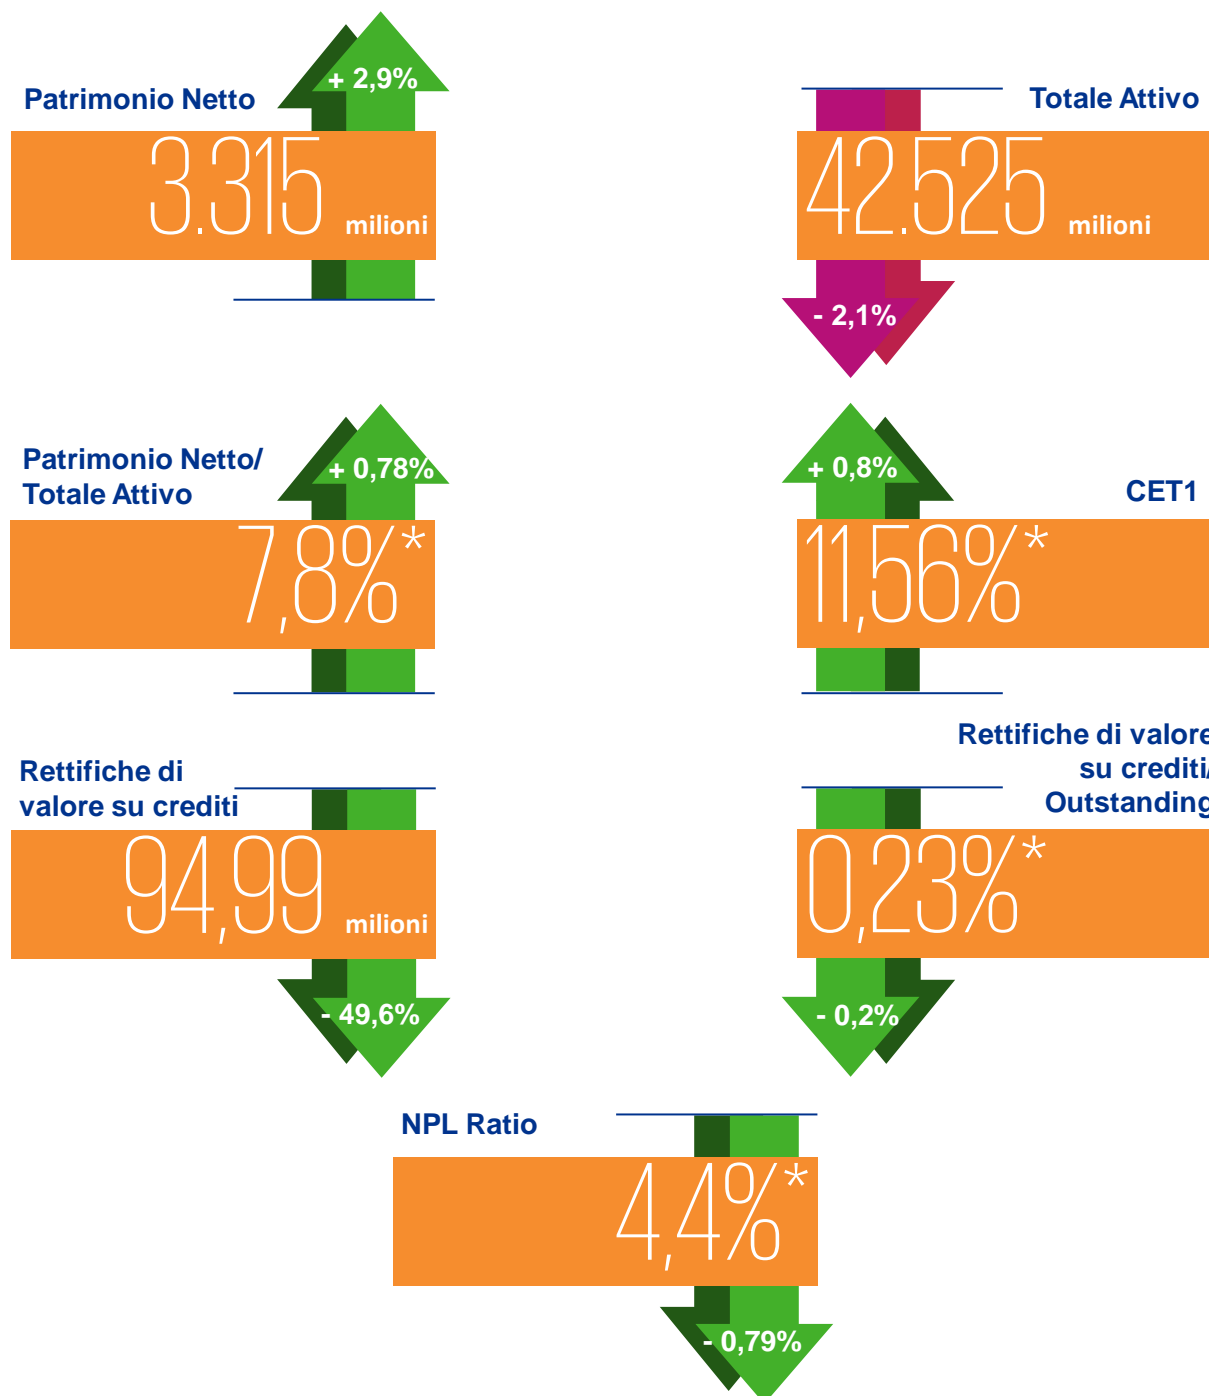 + 2,9%
Patrimonio Netto
3.315 milioni
Totale Attivo
42.525 milioni
- 2,1%
Patrimonio Netto/
Totale Attivo
+ 0,78%
7,8%*
+ 0,8%
CET1
11,56%*
Rettifiche di
valore su crediti
94,99 milioni
- 49,6%
Rettifiche di valore
su crediti/
Outstanding
0,23%*
- 0,2%
NPL Ratio
4,4%*
- 0,79%